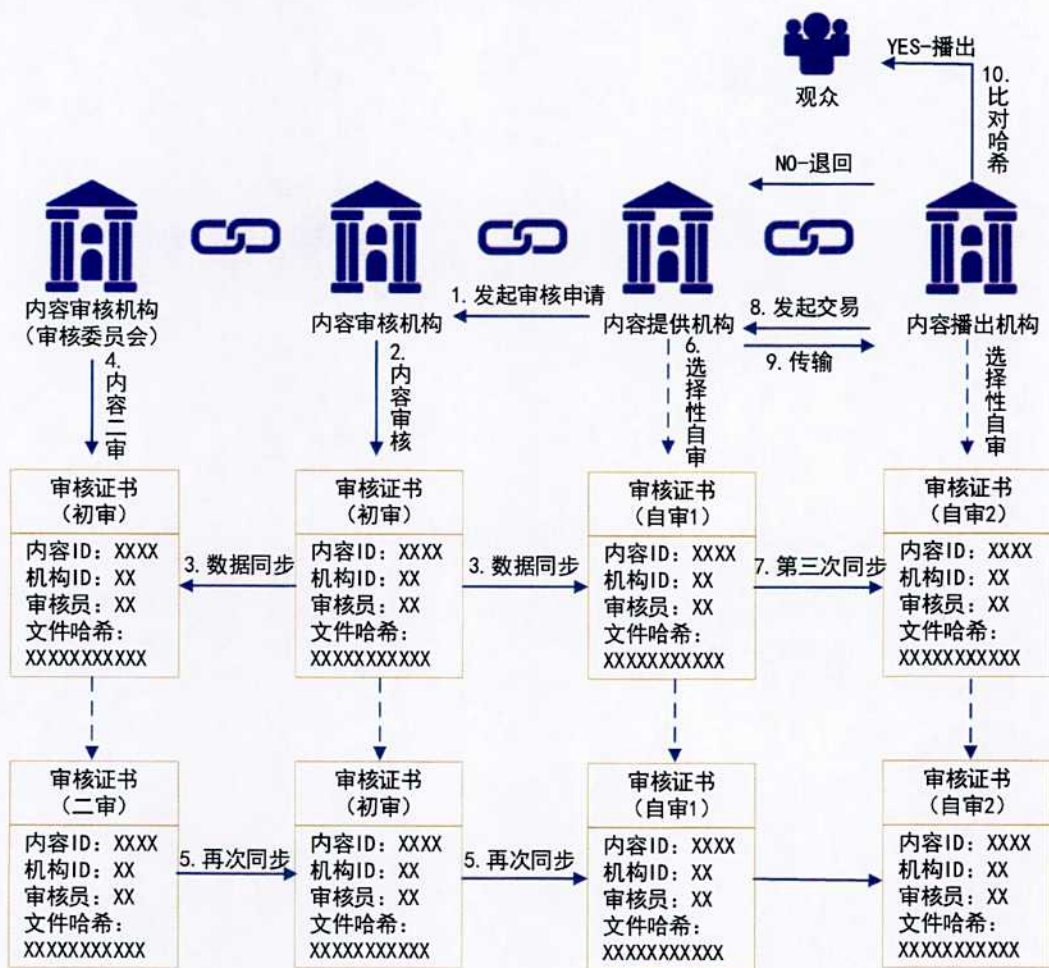 YES-播出
10.比对哈希
观众
NO-退回
内容审核机构
（审核委员会）
内容审核机构
1. 发起审核申请
内容提供机构
8. 发起交易
9. 传输
内容播出机构
4.内容二审
2.内容审核
6.选择性自审
选择性自审
审核证书
（初审）
内容ID：XXXX
机构ID：XX
审核员：XX
文件哈希：
XXXXXXXXXXX
3. 数据同步
审核证书
（初审）
内容ID：XXXX
机构ID：XX
审核员：XX
文件哈希：
XXXXXXXXXXX
3. 数据同步
审核证书
（自审1）
内容ID：XXXX
机构ID：XX
审核员：XX
文件哈希：
XXXXXXXXXXX
7. 第三次同步
审核证书
（自审2）
内容ID：XXXX
机构ID：XX
审核员：XX
文件哈希：
XXXXXXXXXXX
审核证书
（二审）
内容ID：XXXX
机构ID：XX
审核员：XX
文件哈希：
XXXXXXXXXXX
5. 再次同步
审核证书
（初审）
内容ID：XXXX
机构ID：XX
审核员：XX
文件哈希：
XXXXXXXXXXX
5. 再次同步
审核证书
（自审1）
内容ID：XXXX
机构ID：XX
审核员：XX
文件哈希：
XXXXXXXXXXX
审核证书
（自审2）
内容ID：XXXX
机构ID：XX
审核员：XX
文件哈希：
XXXXXXXXXXX